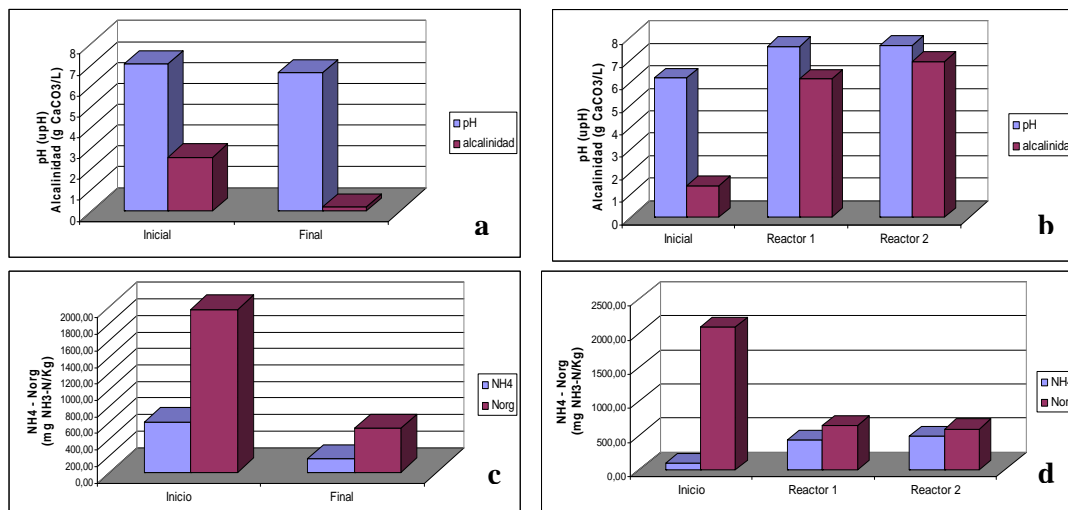 8
7
6
5
4
3
2
1
0
pH (upH)
Alcalinidad (g CaCO3/L)
Inicial
Final
pH
alcalinidad
a
8
7
6
5
4
3
2
1
0
pH (upH)
Alcalinidad (g CaCO3/L)
Inicial
Reactor 1
Reactor 2
pH
alcalinida
b
2000,00
1800,00
1600,00
1400,00
1200,00
1000,00
800,00
600,00
400,00
200,00
0,00
NH4 - Norg
(mg NH3-N/Kg)
Inicio
Final
NH4
Norg
c
2500,00
2000,00
1500,00
1000,00
500,00
0,00
NH4 - Norg
(mg NH3-N/Kg)
Inicio
Reactor 1
Reactor 2
NH4
Nor
d